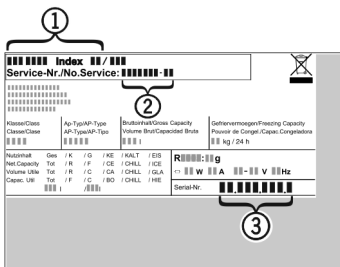 1
Index /
Service-Nr./No.Service: -
2
Klasse/Class
Classe/Clase
Ap-Typ/AP-Type
AP-Type/AP-Tipo
Bruttoinhalt/Gross Capacity
Volume Brut/Capacidad Bruta
l
Gefriervermoegen/Freezing Capacity
Pouvoir de Congel./Capac.Congeladora
kg / 24 h
Nutzinhalt Ges / K / G / KE / KALT / EIS
Net.Capacity Tot / R / F / CE / CHILL / ICE
Volume Utile Tot / R / C / CA / CHILL / GLA
Capac. Util Tot / F / C / BO / CHILL / HIE
l / l
R : g
W A - V Hz
Serial-Nr. . . .
3